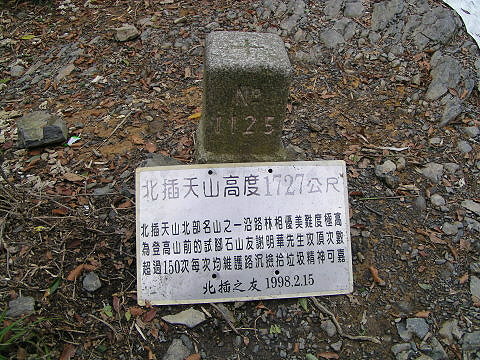 No
1125
北插天山高度1727公尺
北插天山北部名山之一沿路林相優美難度極高
為登高山前的試腳石山友謝明華先生攻頂次數
超過150次每次均維護路況撿拾垃圾精神可嘉
北插之友 1998.2.15